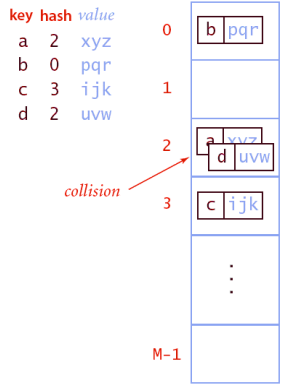 key hash value
a 2 xyz
b 0 pqr
c 3 ijk
d 2 uvw
0 b pqr
1
2 a xyz
d uvw
collision
3 c ijk
M-1